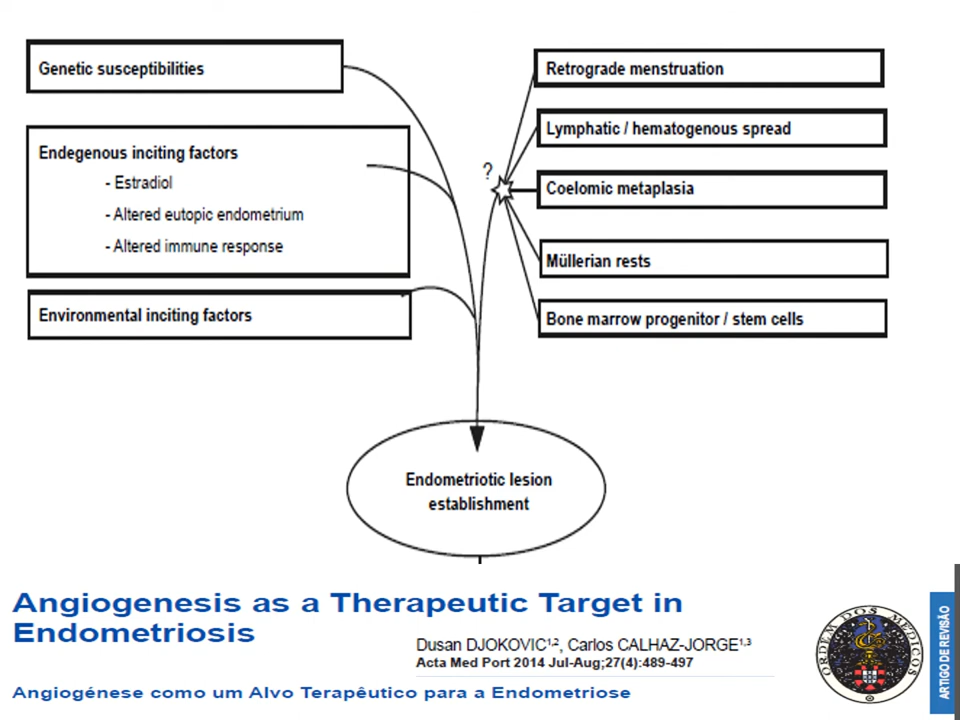 Genetic susceptibilities
Endegenous inciting factors
- Estradiol
- Altered eutopic endometrium
- Altered immune response
Environmental inciting factors
?
Retrograde menstruation
Lymphatic / hematogenous spread
Coelomic metaplasia
Müllerian rests
Bone marrow progenitor / stem cells
Endometriotic lesion
establishment
Angiogenesis as a Therapeutic Target in
Endometriosis
Dusan DJOKOVIC1,2, Carlos CALHAZ-JORGE1,3
Acta Med Port 2014 Jul-Aug;27(4):489-497
Angiogénese como um Alvo Terapêutico para a Endometriose
ORDEM DOS MEDICOS
ARTIGO DE REVISÃO